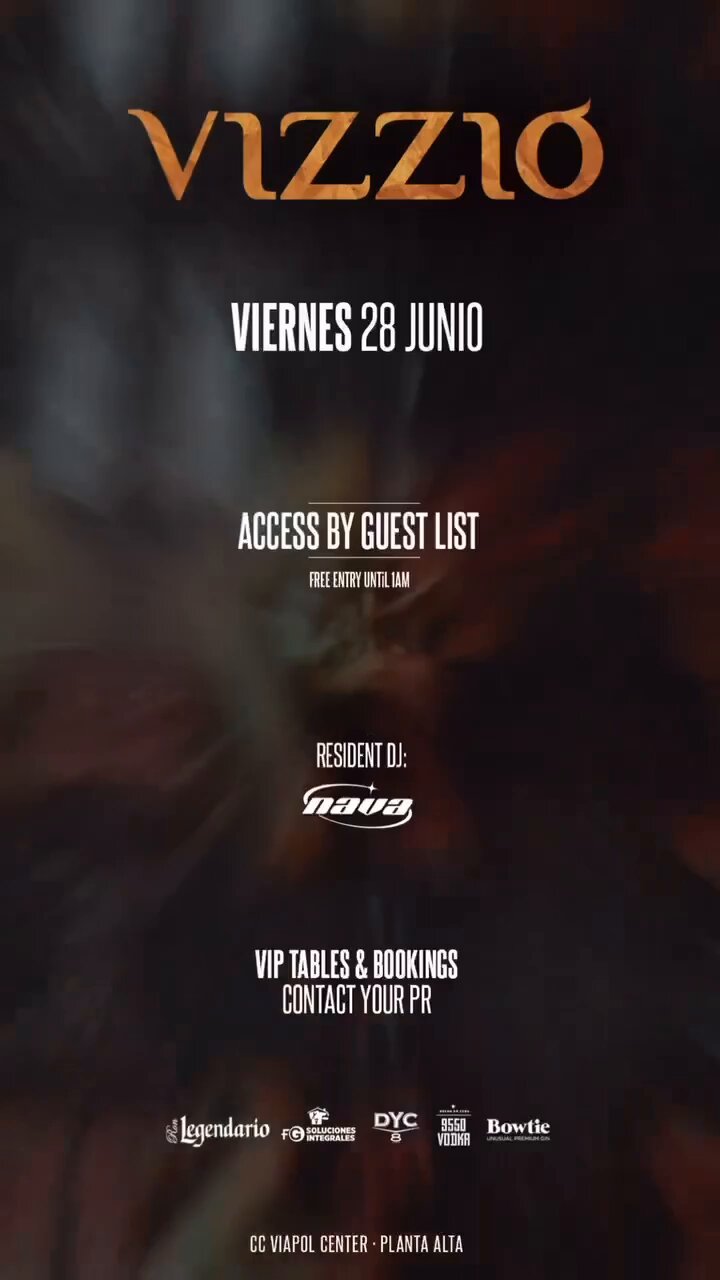 VIZZIO
VIERNES 28 JUNIO
ACCESS BY GUEST LIST
FREE ENTRY UNTIL 1AM
RESIDENT DJ:
nava
VIP TABLES & BOOKINGS
CONTACT YOUR PR
Ron Legendario
FG SOLUCIONES INTEGRALES
DYC 8
9550 VODKA
Bowtie
UNUSUAL PREMIUM GIN
CC VIAPOL CENTER · PLANTA ALTA